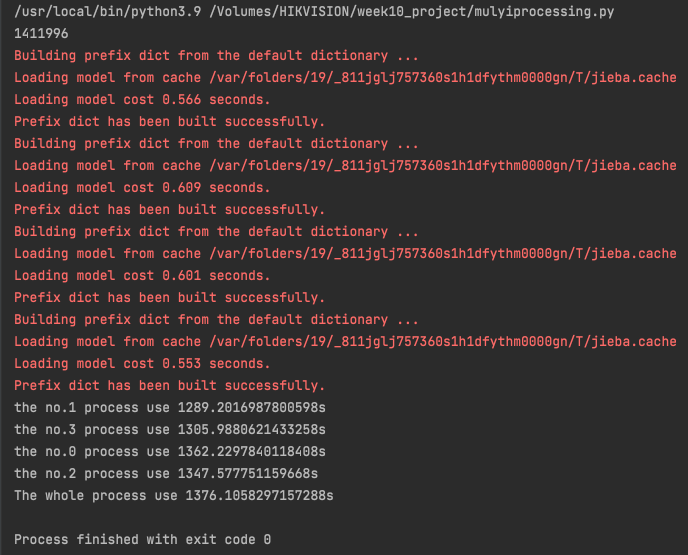 /usr/local/bin/python3.9 /Volumes/HIKVISION/week10_project/mulyiprocessing.py
1411996
Building prefix dict from the default dictionary ...
Loading model from cache /var/folders/19/_811jglj757360s1h1dfythm0000gn/T/jieba.cache
Loading model cost 0.566 seconds.
Prefix dict has been built successfully.
Building prefix dict from the default dictionary ...
Loading model from cache /var/folders/19/_811jglj757360s1h1dfythm0000gn/T/jieba.cache
Loading model cost 0.609 seconds.
Prefix dict has been built successfully.
Building prefix dict from the default dictionary ...
Loading model from cache /var/folders/19/_811jglj757360s1h1dfythm0000gn/T/jieba.cache
Loading model cost 0.601 seconds.
Prefix dict has been built successfully.
Building prefix dict from the default dictionary ...
Loading model from cache /var/folders/19/_811jglj757360s1h1dfythm0000gn/T/jieba.cache
Loading model cost 0.553 seconds.
Prefix dict has been built successfully.
the no.1 process use 1289.2016987800598s
the no.3 process use 1305.9880621433258s
the no.0 process use 1362.2297840118408s
the no.2 process use 1347.577751159668s
The whole process use 1376.1058297157288s
Process finished with exit code 0